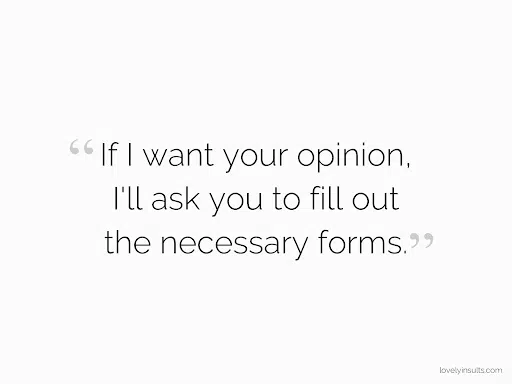 “If I want your opinion,
I'll ask you to fill out
the necessary forms.”
lovelyinsults.com